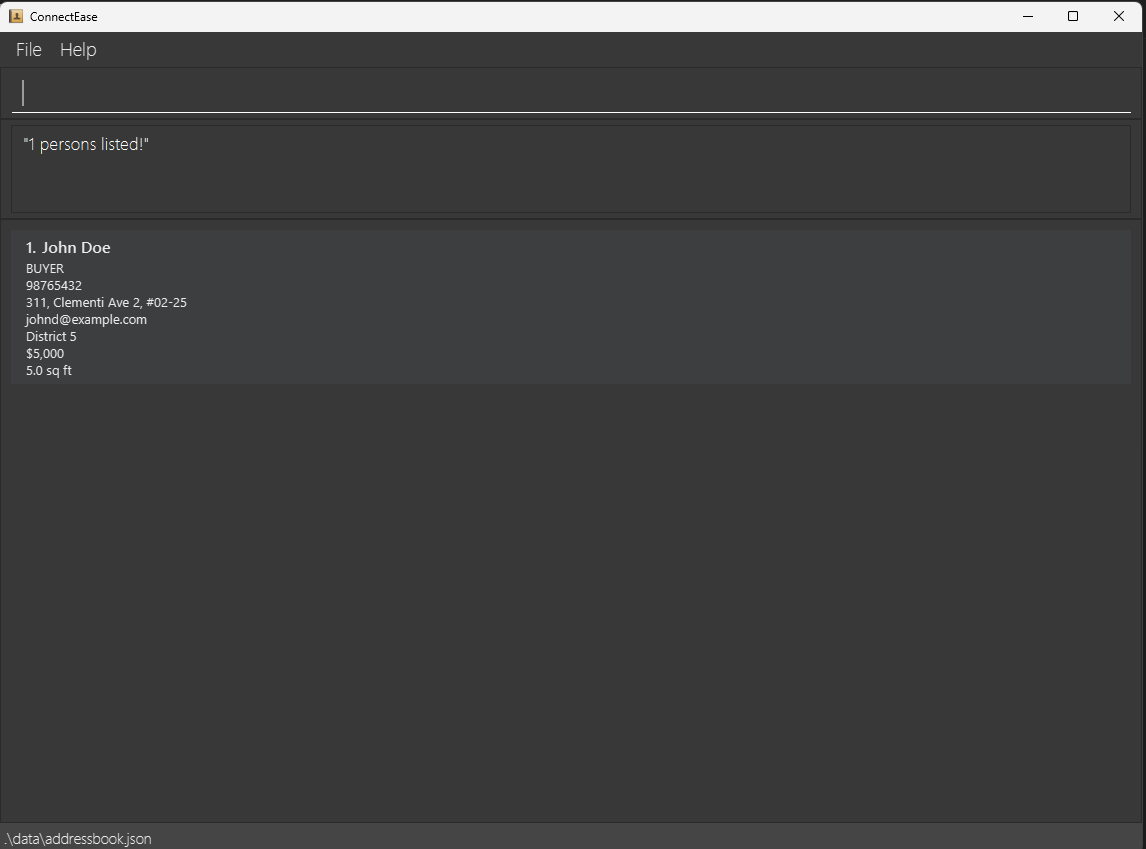 ConnectEase
File Help
"1 persons listed!"
1. John Doe
BUYER
98765432
311, Clementi Ave 2, #02-25
johnd@example.com
District 5
$5,000
5.0 sq ft
.\data\addressbook.json